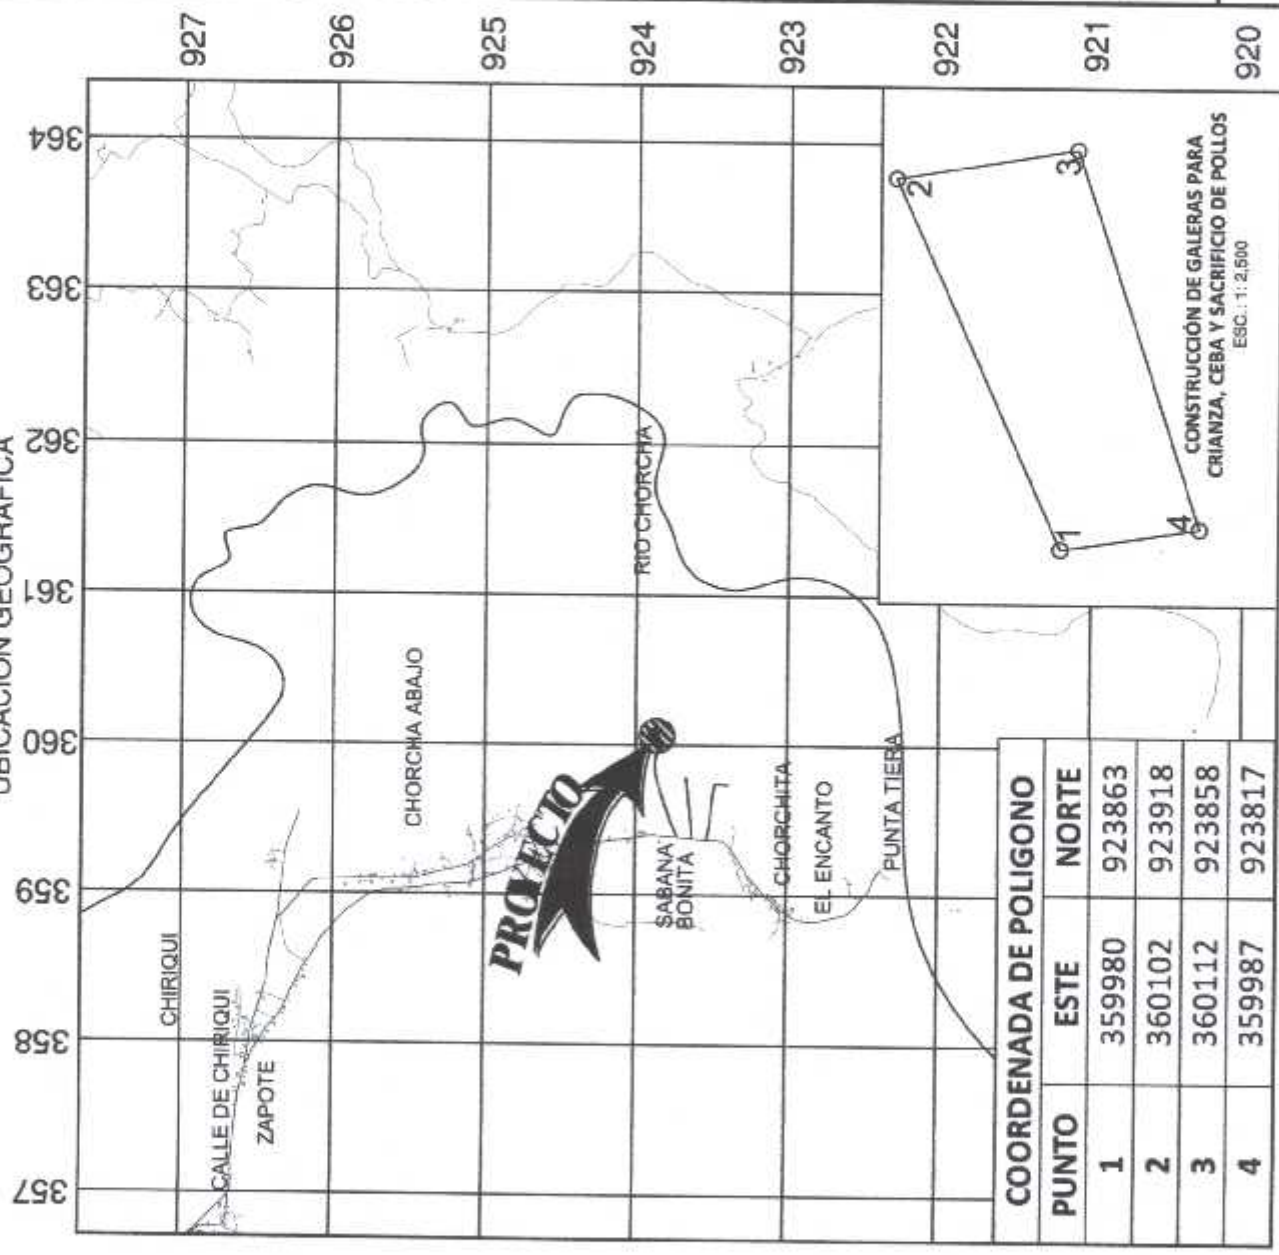 UBICACIÓN GEOGRÁFICA
357
358
359
360
361
362
363
364
927
926
925
924
923
922
921
920
CHIRIQUI
CALLE DE CHIRIQUI
ZAPOTE
CHORCHA ABAJO
PROYECTO
RIO CHORCHA
SABANA
BONITA
CHORCHITA
EL ENCANTO
PUNTA TIERA
1
2
3
4
CONSTRUCCIÓN DE GALERAS PARA
CRIANZA, CEBA Y SACRIFICIO DE POLLOS
ESC.: 1: 2,500
COORDENADA DE POLIGONO
PUNTO ESTE NORTE
1 359980 923863
2 360102 923918
3 360112 923858
4 359987 923817